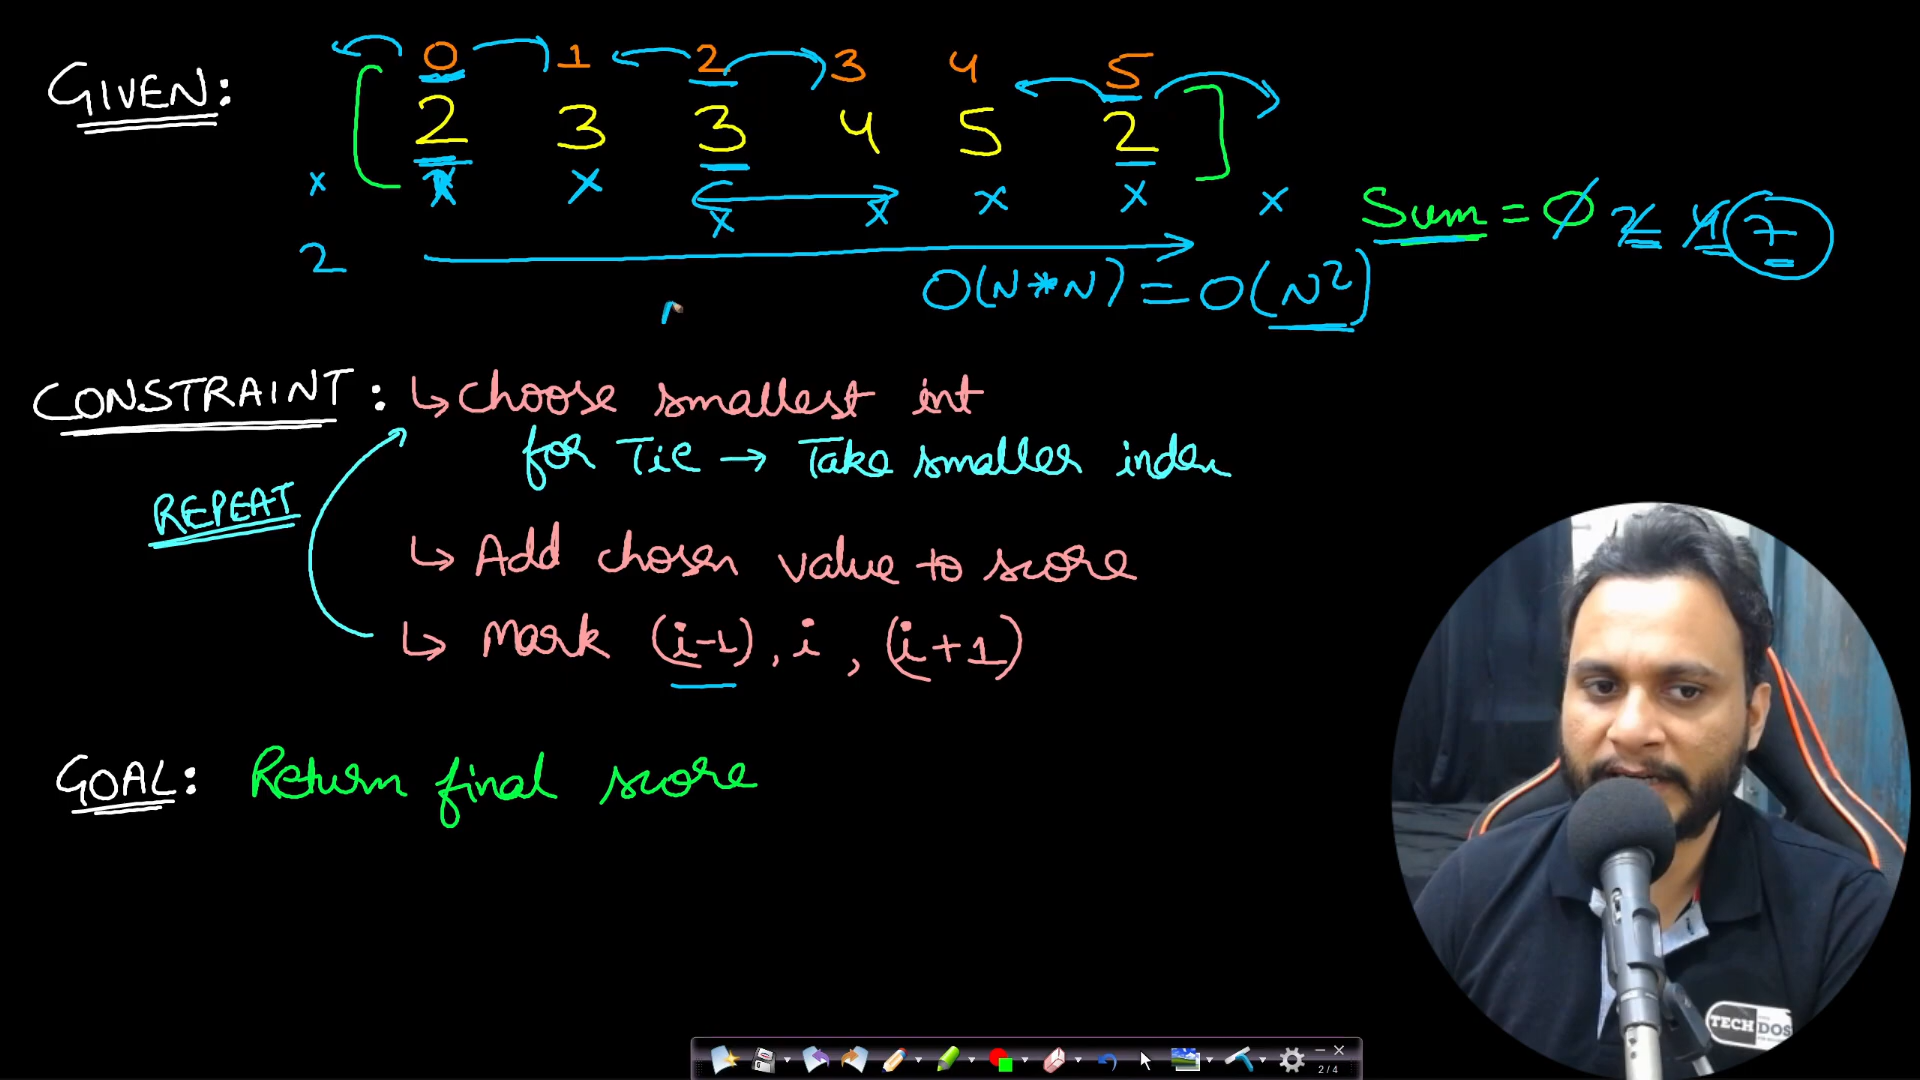 GIVEN:
0 1 2 3 4 5
[ 2 3 3 4 5 2 ]
x x x x x x x x
Sum = 0 2 4 7
2
O(N*N) = O(N²)
CONSTRAINT: ↳ Choose smallest int
for Tie → Take smaller index
REPEAT
↳ Add chosen value to score
↳ Mark (i-1), i, (i+1)
GOAL: Return final score
TECH DOS
2/4